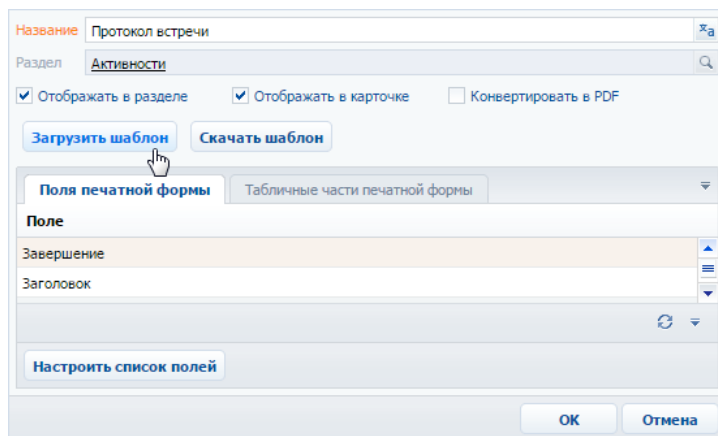 Название Протокол встречи
Раздел Активности
Отображать в разделе Отображать в карточке Конвертировать в PDF
Загрузить шаблон Скачать шаблон
Поля печатной формы Табличные части печатной формы
Поле
Завершение
Заголовок
Настроить список полей
ОК Отмена